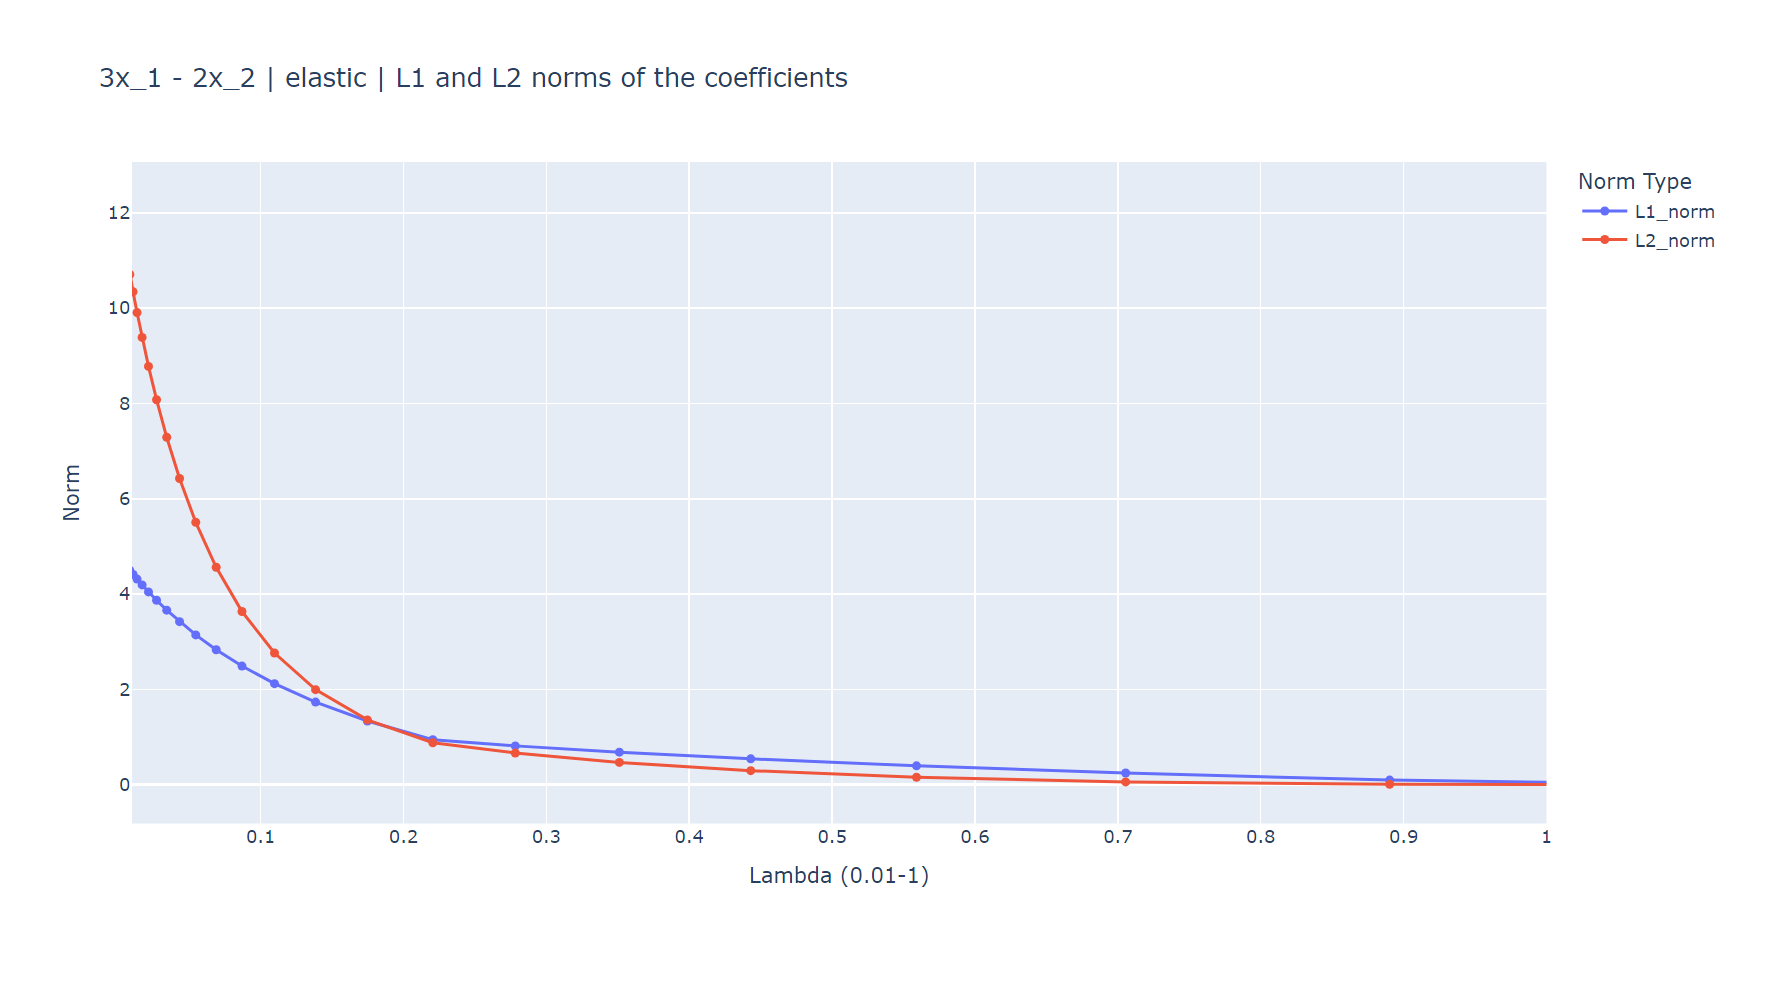 3x_1 - 2x_2 | elastic | L1 and L2 norms of the coefficients
Norm Type
L1_norm
L2_norm
Norm
12
10
8
6
4
2
0
0.1 0.2 0.3 0.4 0.5 0.6 0.7 0.8 0.9 1
Lambda (0.01-1)